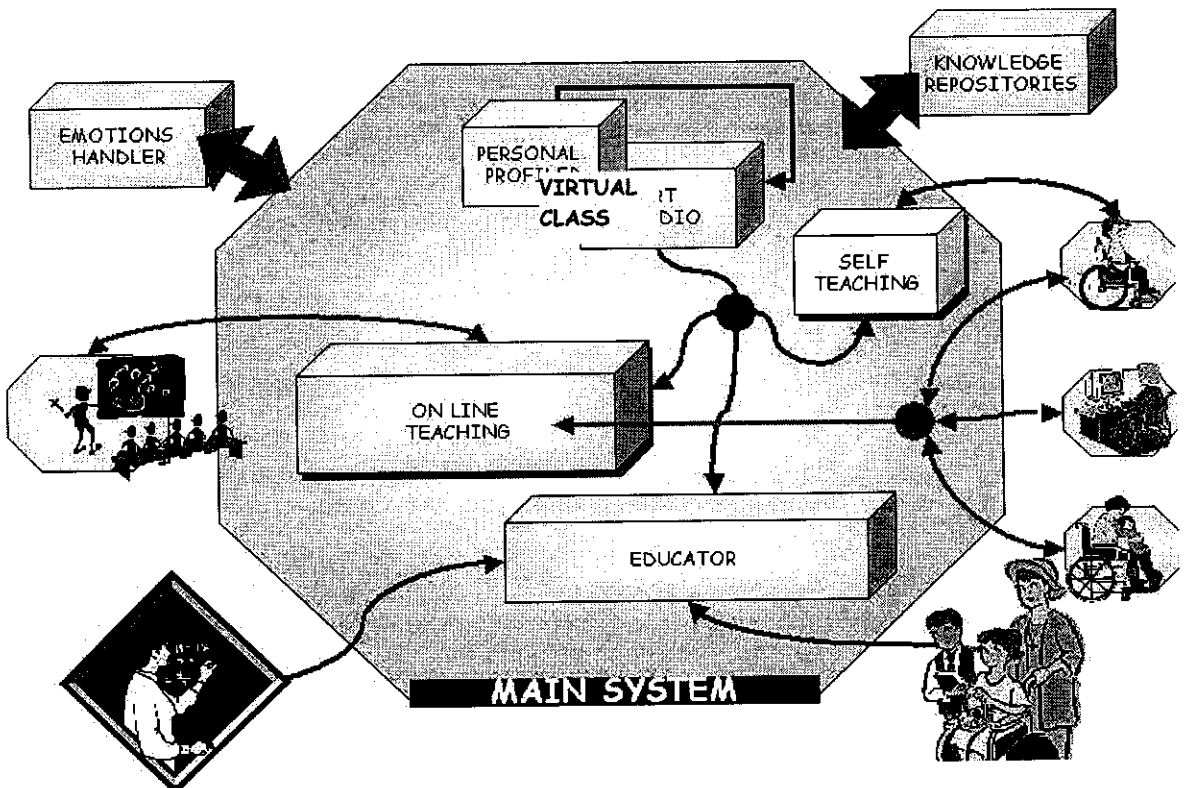 KNOWLEDGE
REPOSITORIES
EMOTIONS
HANDLER
PERSONAL
VIRTUAL
CLASS
SELF
TEACHING
ON LINE
TEACHING
EDUCATOR
MAIN SYSTEM